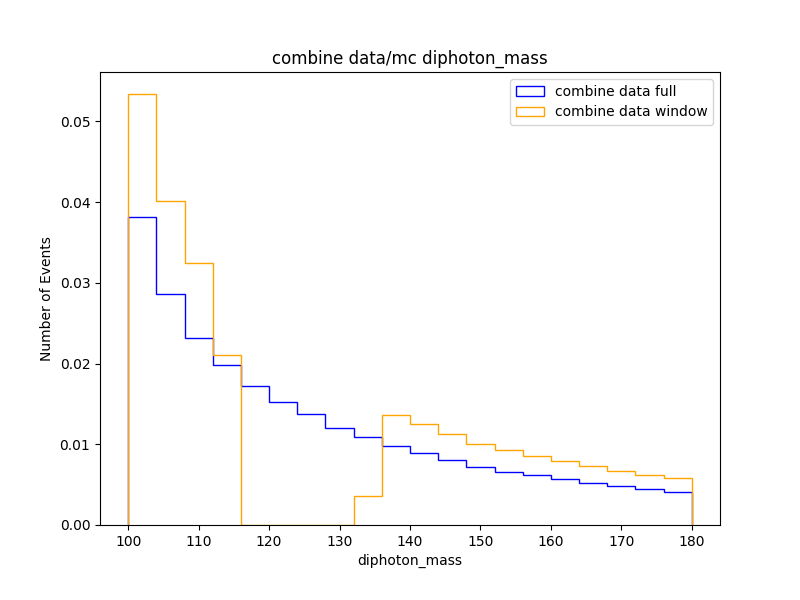 combine data/mc diphoton_mass
combine data full
combine data window
Number of Events
0.05
0.04
0.03
0.02
0.01
0.00
100 110 120 130 140 150 160 170 180
diphoton_mass